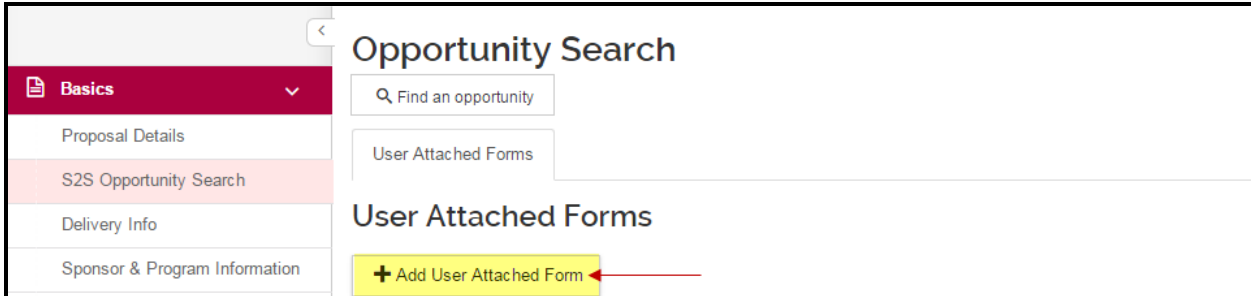 Basics
Proposal Details
S2S Opportunity Search
Delivery Info
Sponsor & Program Information
Opportunity Search
Find an opportunity
User Attached Forms
User Attached Forms
Add User Attached Form